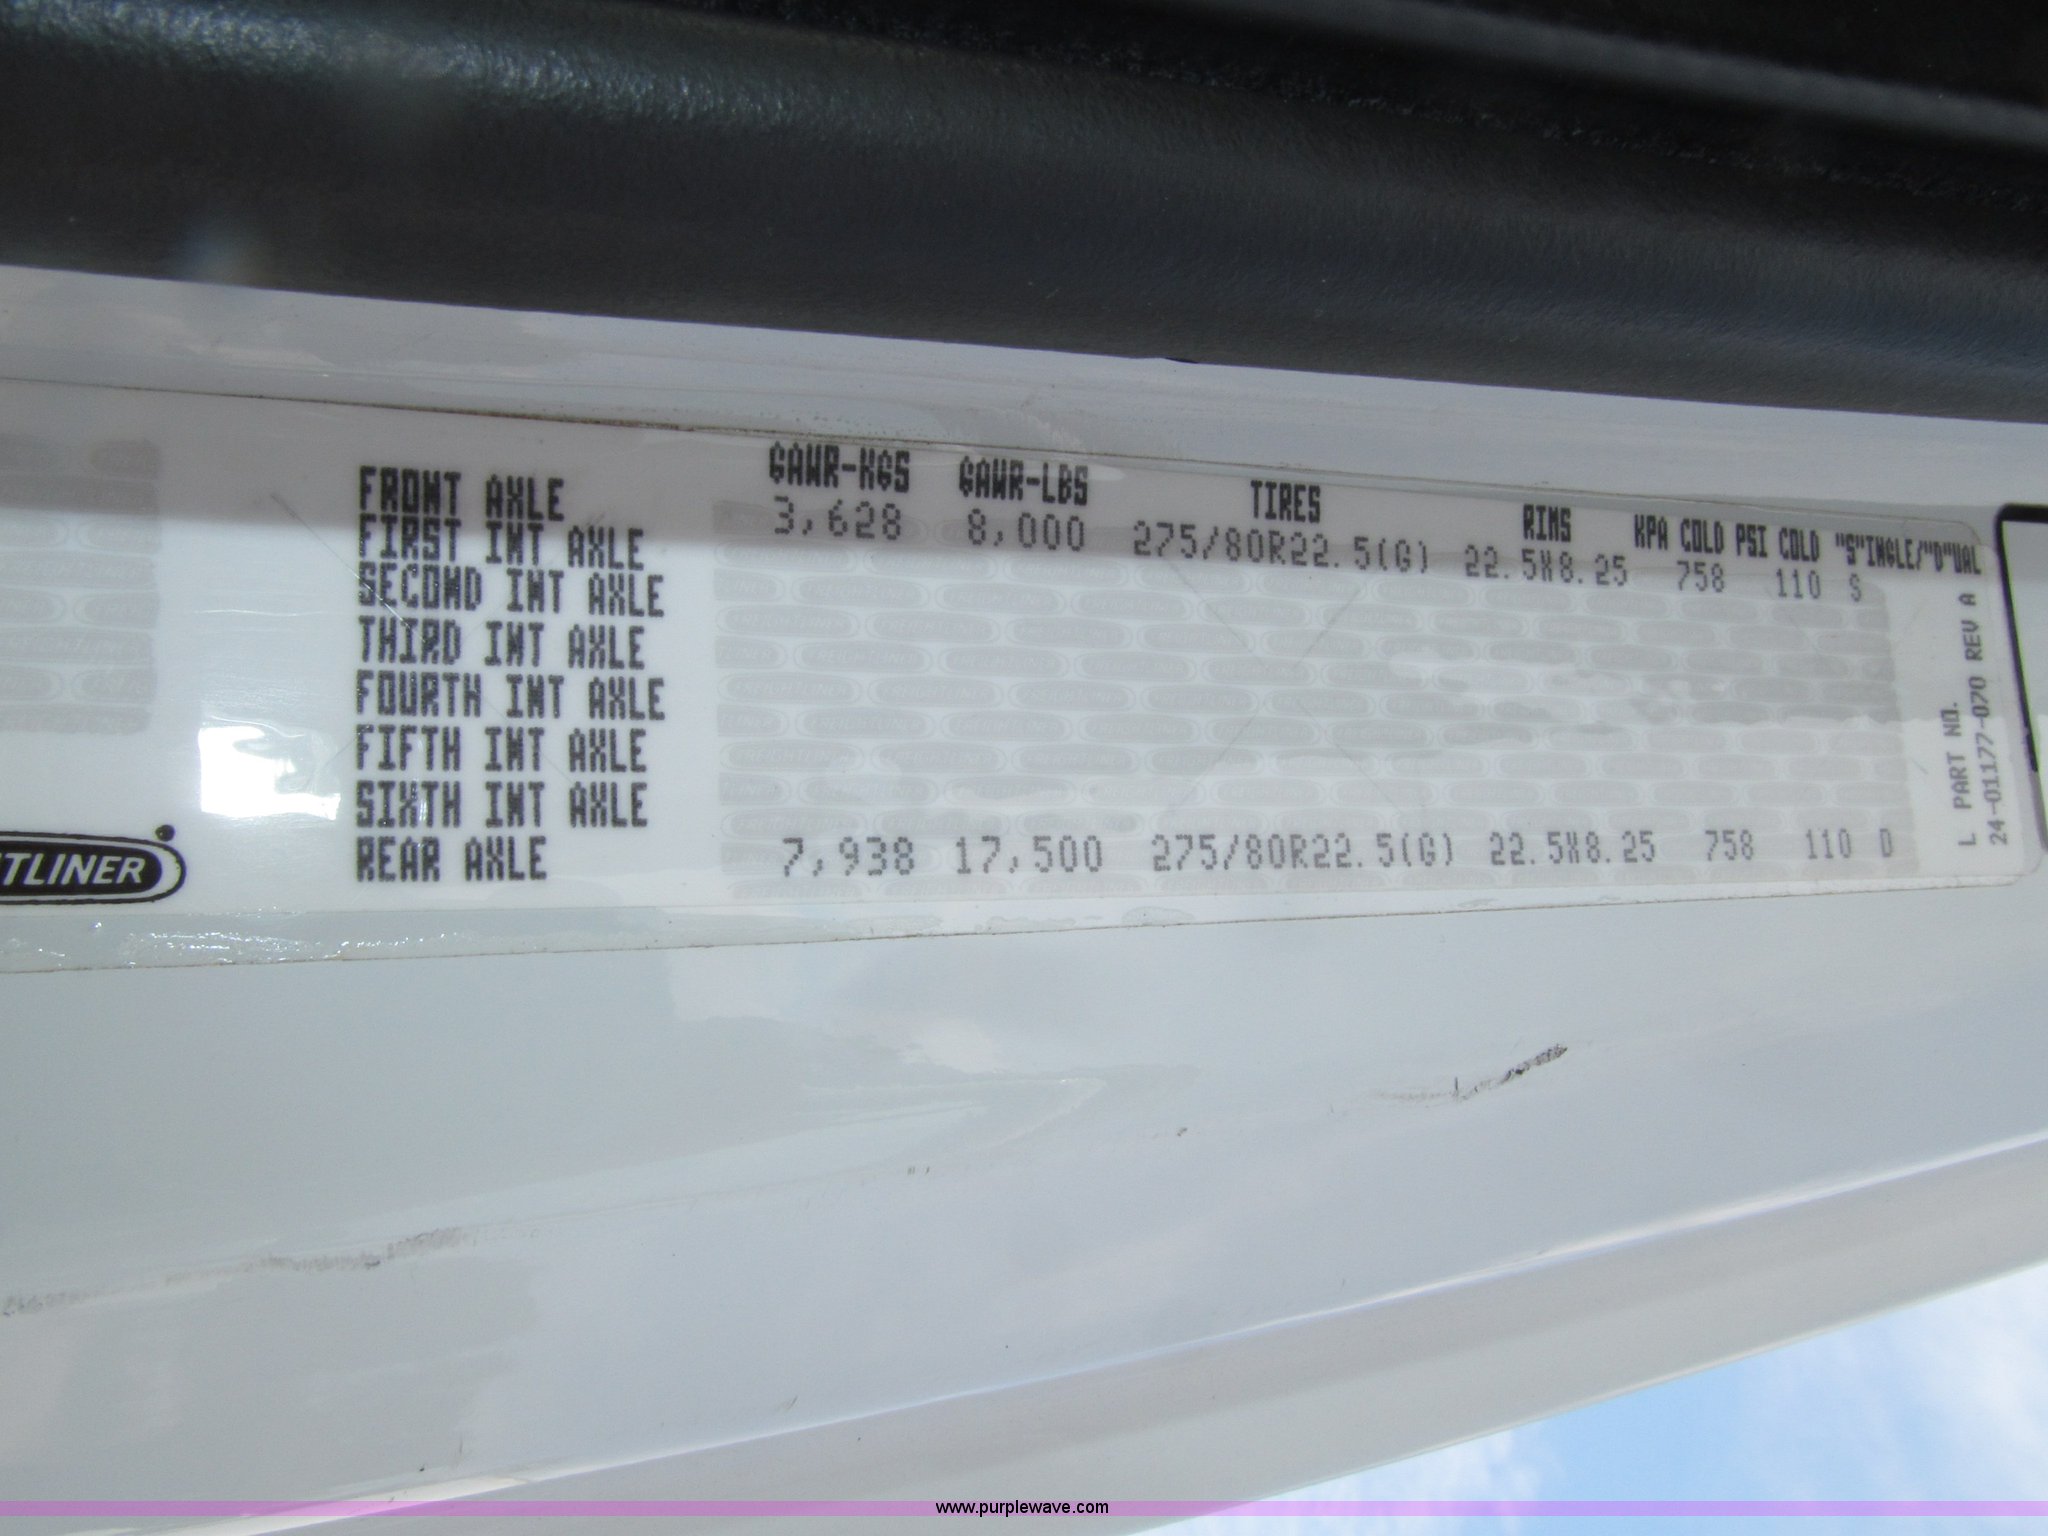 GAWR-KGS GAWR-LBS TIRES RIMS KPA COLD PSI COLD "S"INGLE/"D"UAL
FRONT AXLE 3,628 8,000 275/80R22.5(G) 22.5X8.25 758 110 S
FIRST INT AXLE
SECOND INT AXLE
THIRD INT AXLE
FOURTH INT AXLE
FIFTH INT AXLE
SIXTH INT AXLE
REAR AXLE 7,938 17,500 275/80R22.5(G) 22.5X8.25 758 110 D
L PART NO.
24-01177-070 REV A
TLINER
www.purplewave.com